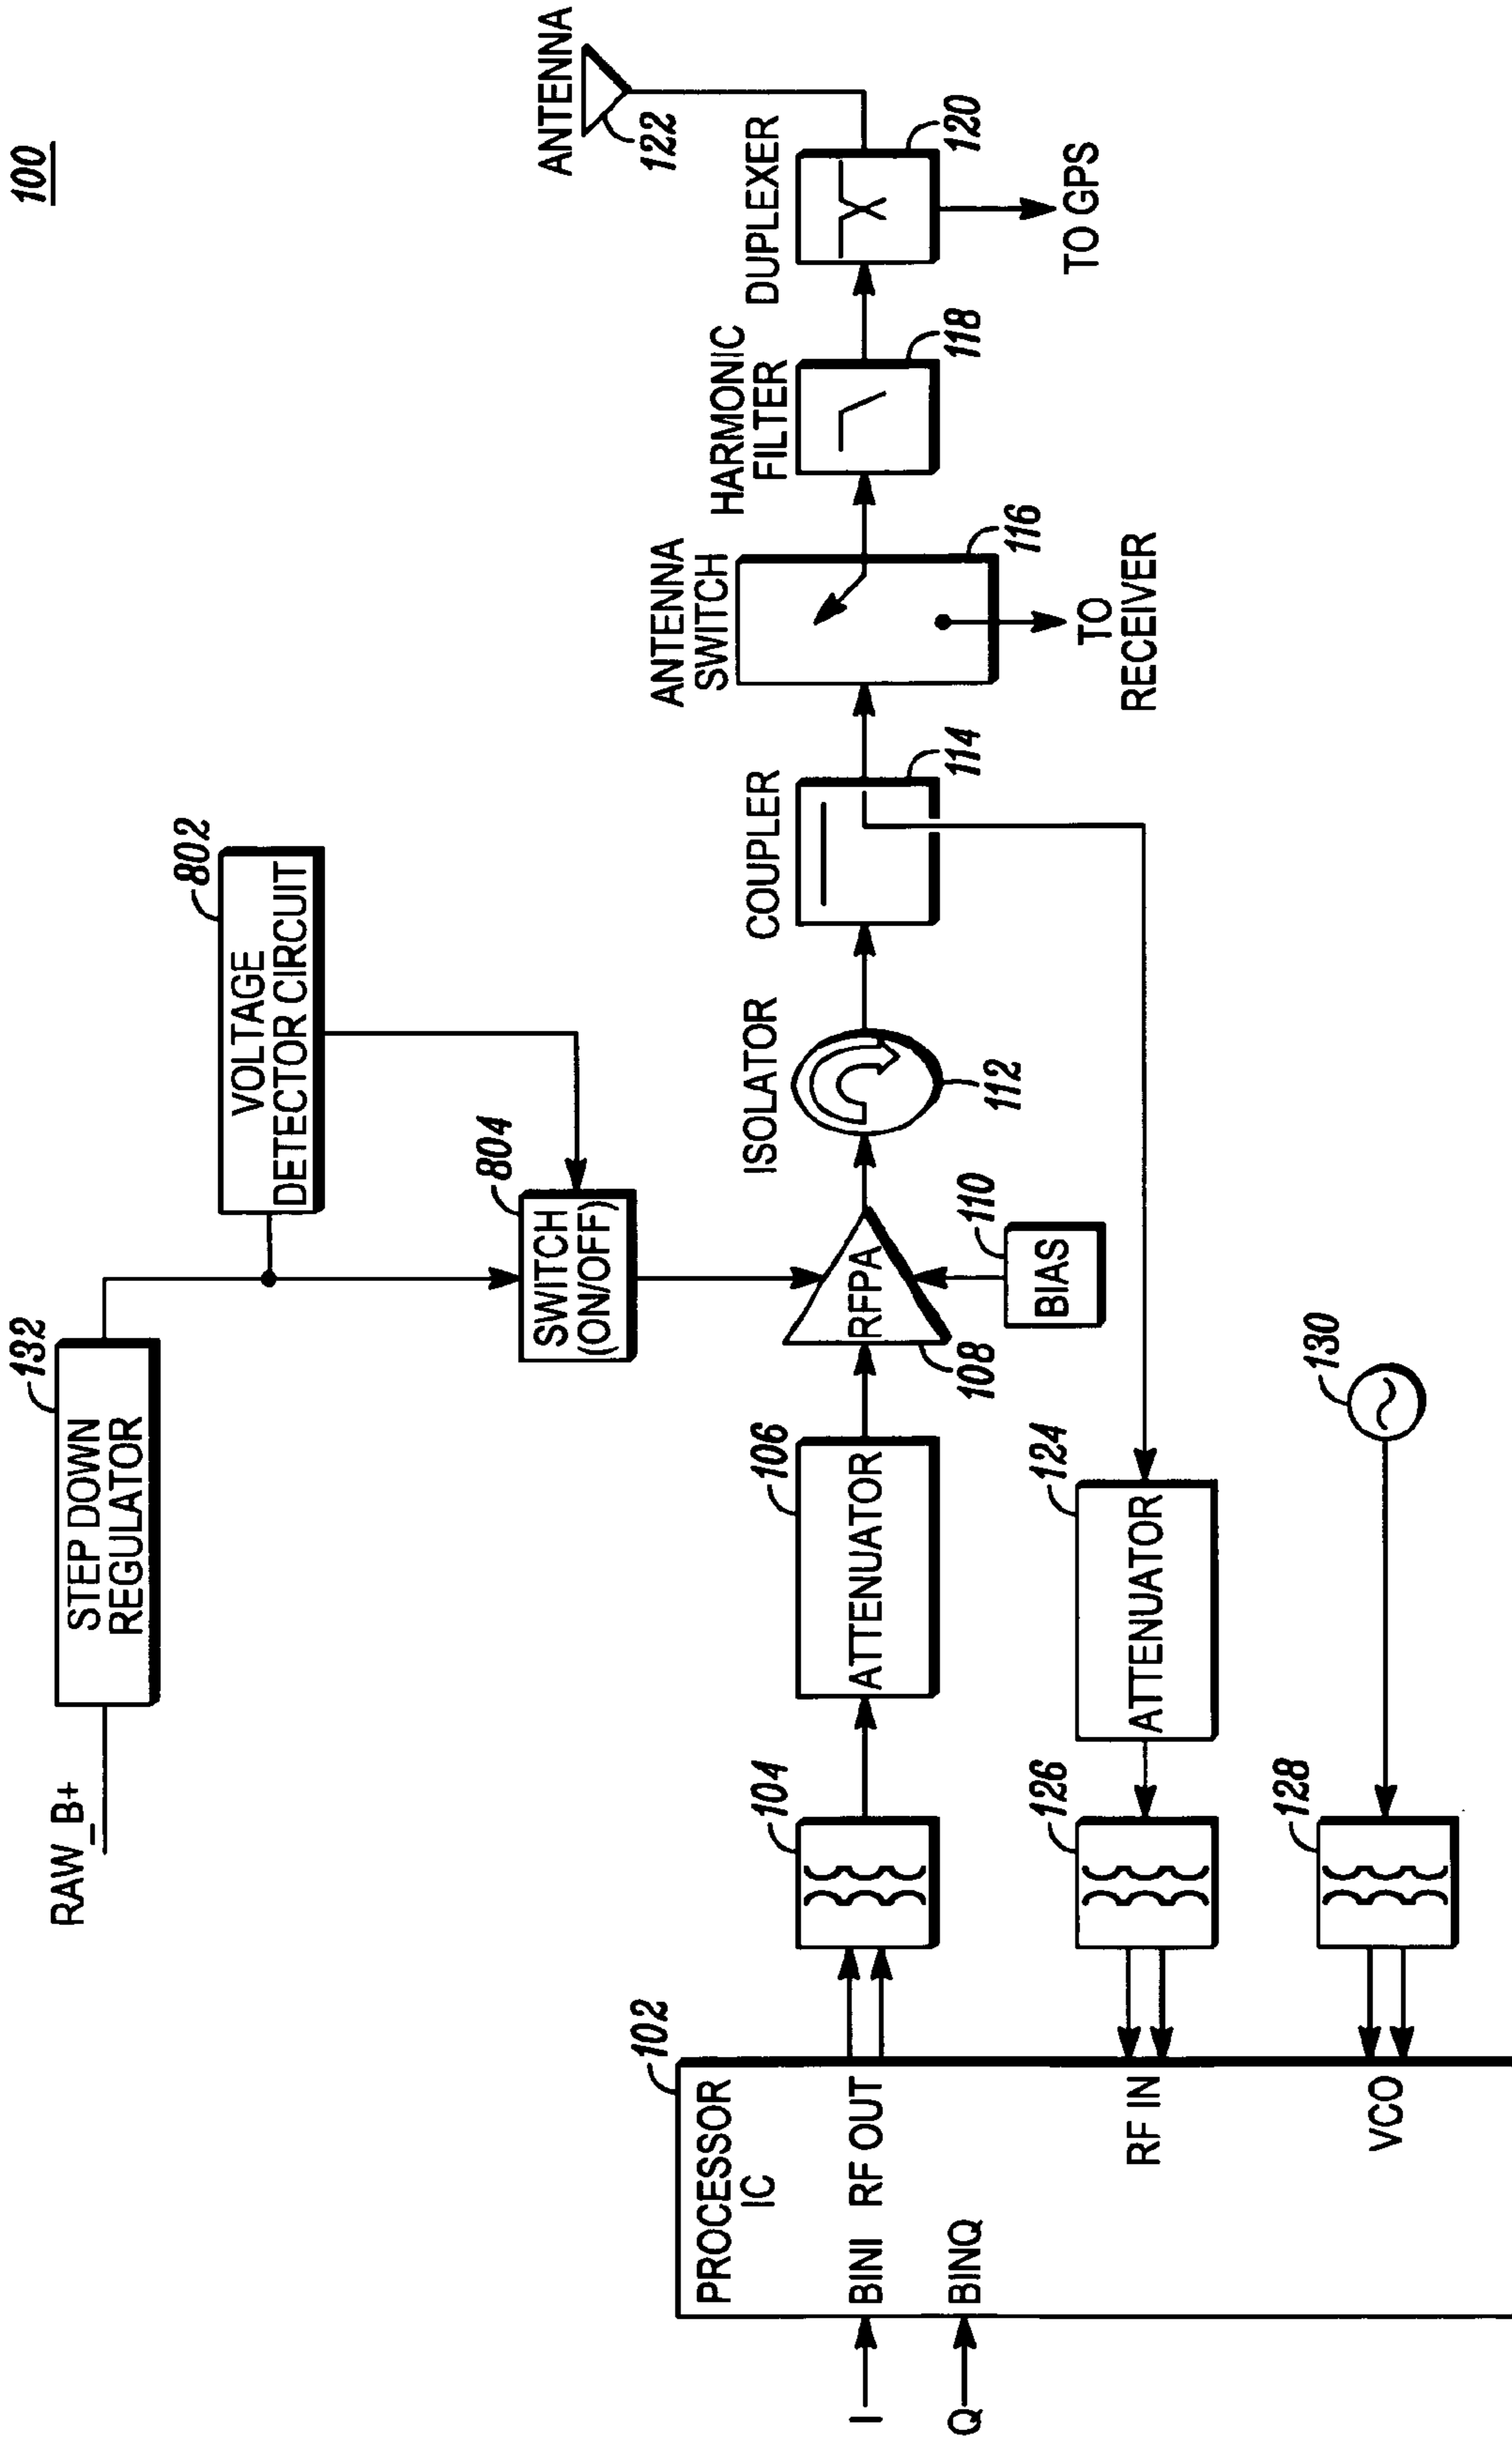 100
RAW_B+
STEP DOWN
REGULATOR
132
VOLTAGE
DETECTOR CIRCUIT
802
SWITCH
(ON/OFF)
804
PROCESSOR
IC
102
I
BINI
RF OUT
Q
BINQ
RF IN
VCO
104
ATTENUATOR
106
RFPA
108
BIAS
110
ISOLATOR
112
COUPLER
114
ANTENNA
SWITCH
116
TO
RECEIVER
HARMONIC
FILTER
118
DUPLEXER
120
TO GPS
ANTENNA
122
ATTENUATOR
124
126
128
130